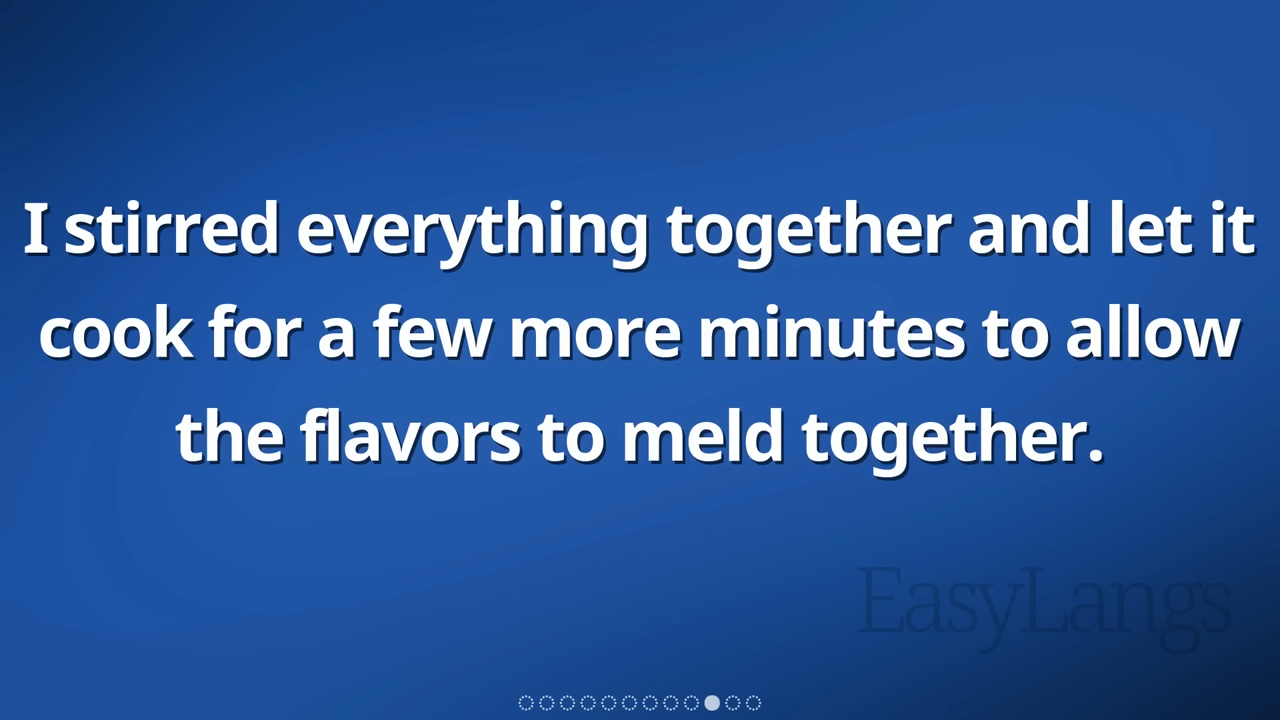 I stirred everything together and let it
cook for a few more minutes to allow
the flavors to meld together.
EasyLangs